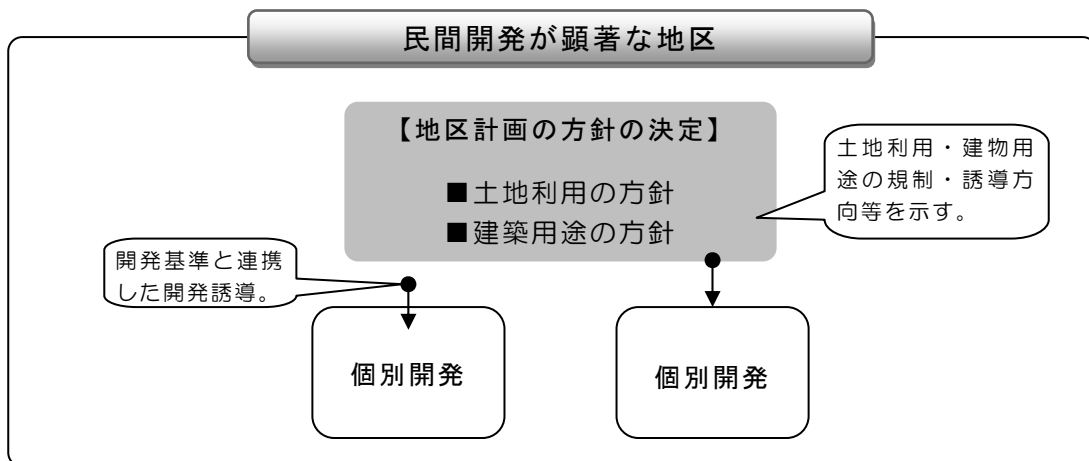 民間開発が顕著な地区
【地区計画の方針の決定】
■土地利用の方針
■建築用途の方針
土地利用・建物用
途の規制・誘導方
向等を示す。
開発基準と連携
した開発誘導。
個別開発
個別開発